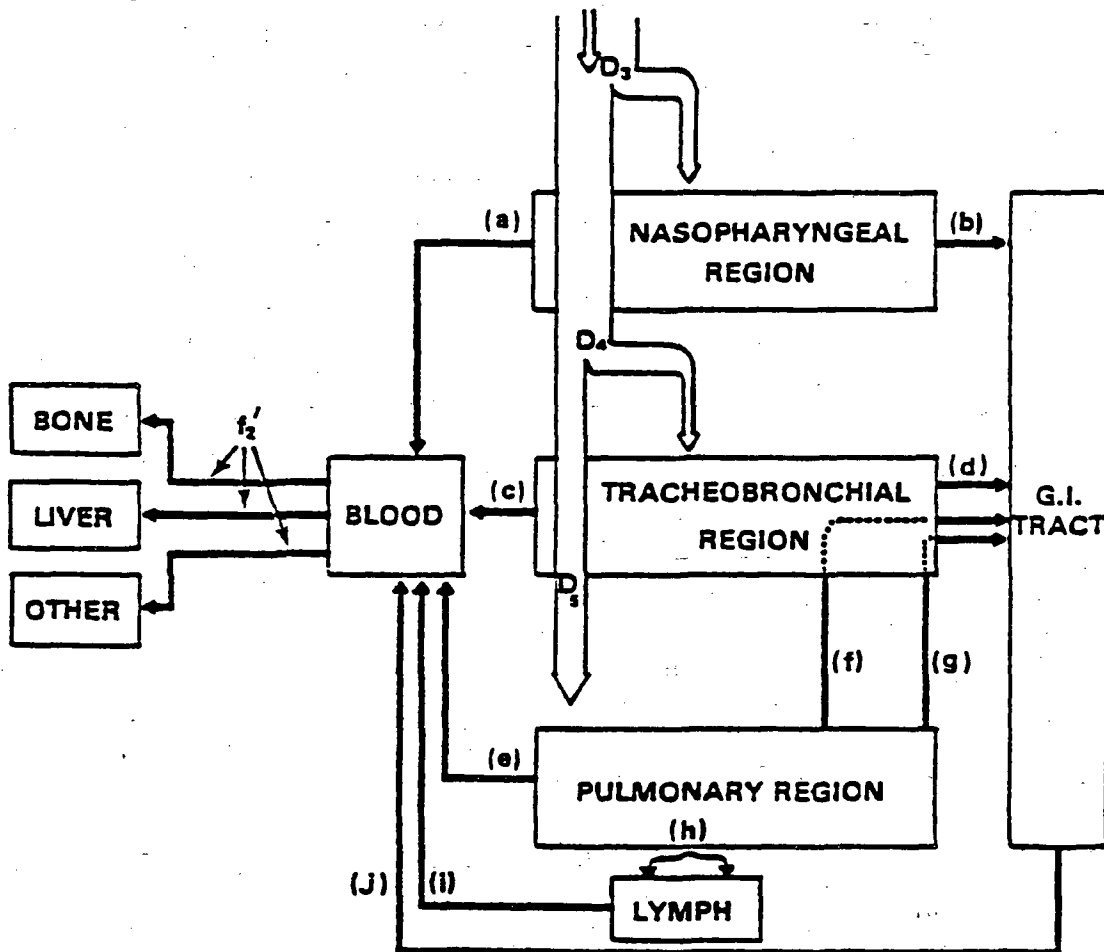 D₃
(a)
NASOPHARYNGEAL
REGION
(b)
D₄
BONE
f₂′
LIVER
OTHER
BLOOD
(c)
TRACHEOBRONCHIAL
REGION
(d)
G.I.
TRACT
D₅
(f)
(g)
(e)
PULMONARY REGION
(h)
(J)
(i)
LYMPH